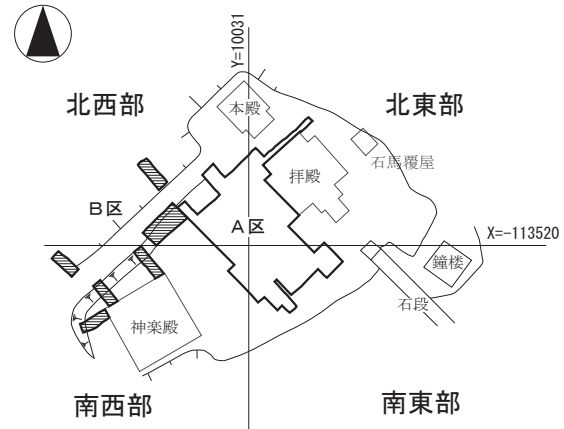 Y=10031
北西部
北東部
本殿
石馬覆屋
拝殿
B区
A区
X=-113520
鐘楼
石段
神楽殿
南西部
南東部